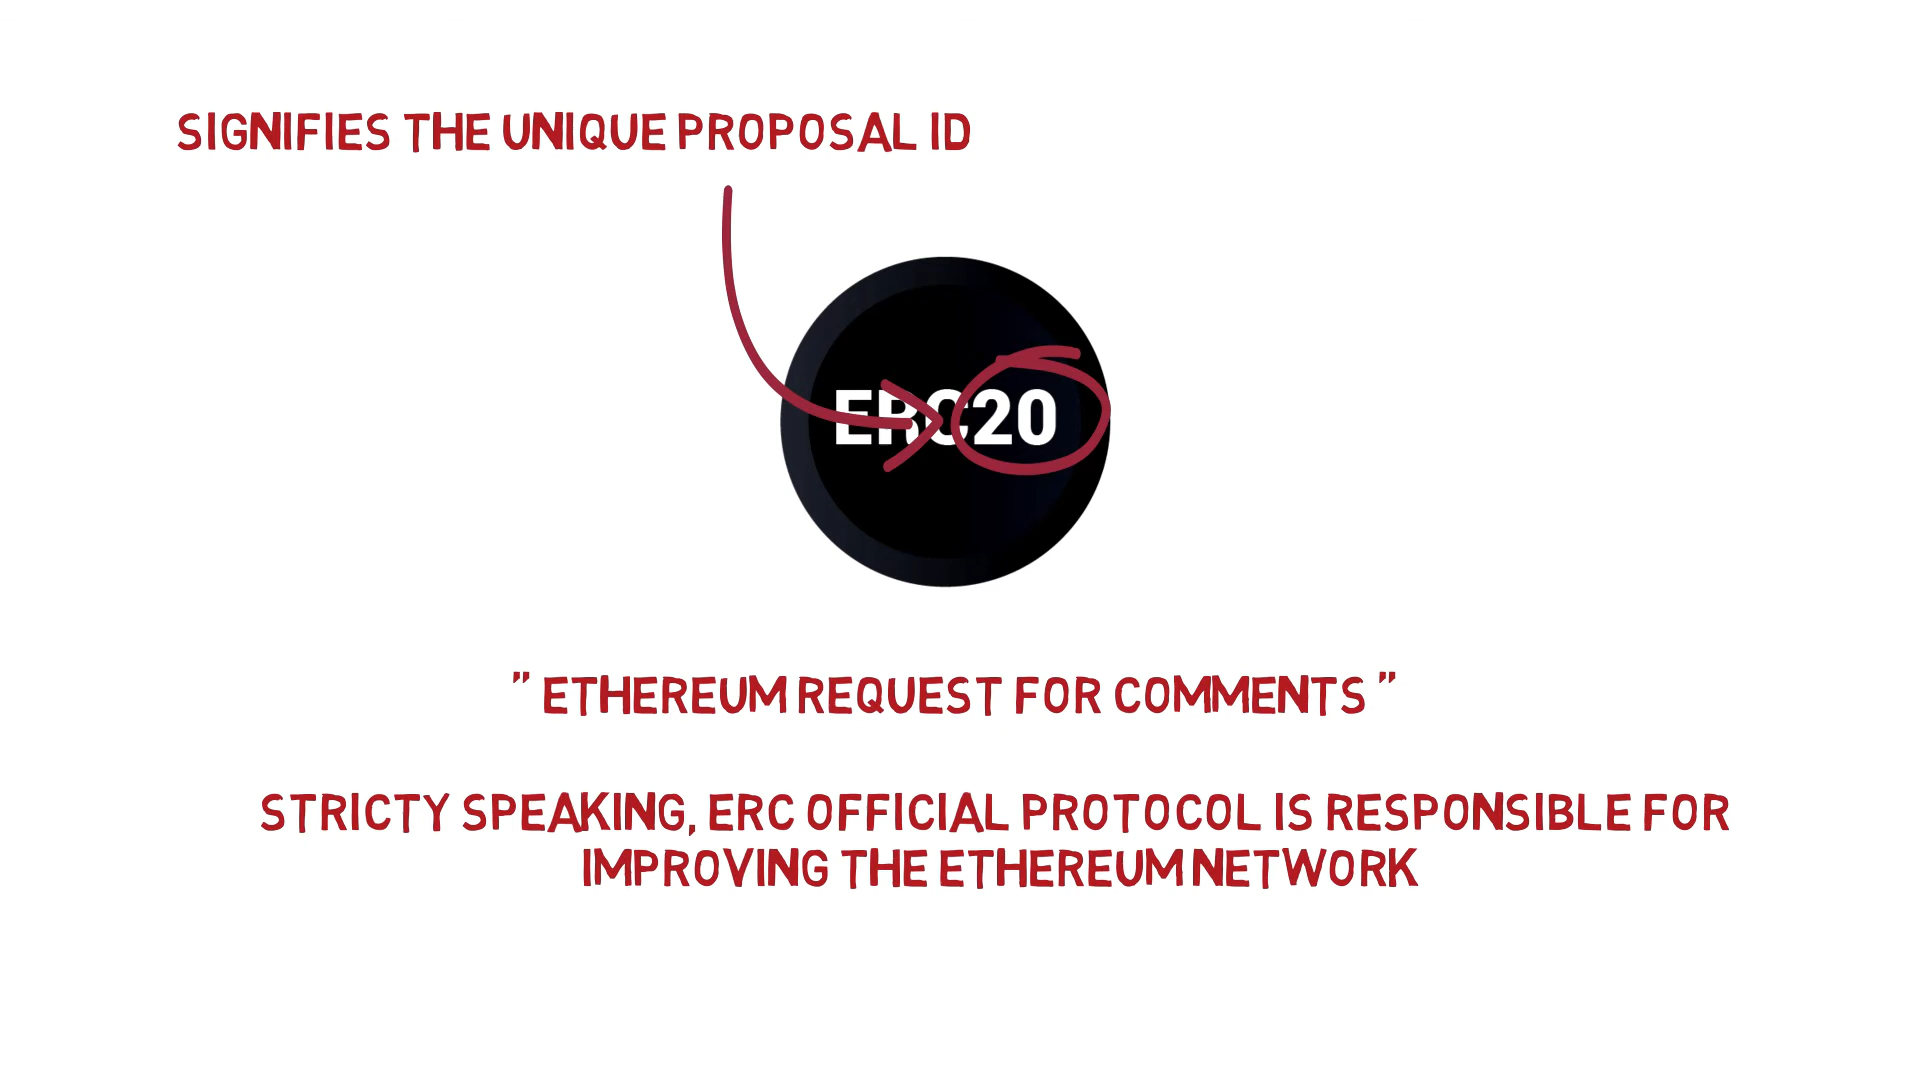 SIGNIFIES THE UNIQUE PROPOSAL ID
ERC20
" ETHEREUM REQUEST FOR COMMENTS "
STRICTY SPEAKING, ERC OFFICIAL PROTOCOL IS RESPONSIBLE FOR
IMPROVING THE ETHEREUM NETWORK